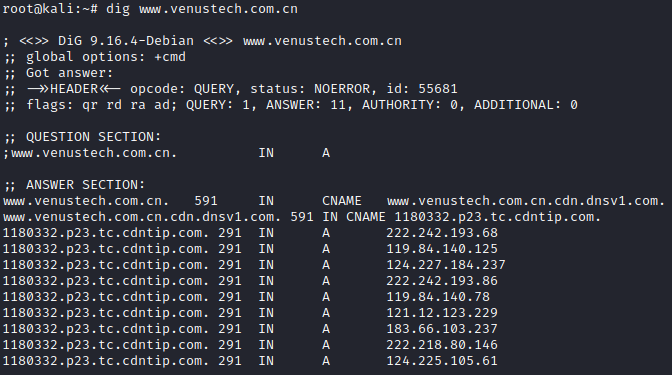 root@kali:~# dig www.venustech.com.cn
; <<>> DiG 9.16.4-Debian <<>> www.venustech.com.cn
;; global options: +cmd
;; Got answer:
;; ->>HEADER<<- opcode: QUERY, status: NOERROR, id: 55681
;; flags: qr rd ra ad; QUERY: 1, ANSWER: 11, AUTHORITY: 0, ADDITIONAL: 0
;; QUESTION SECTION:
;www.venustech.com.cn. IN A
;; ANSWER SECTION:
www.venustech.com.cn. 591 IN CNAME www.venustech.com.cn.cdn.dnsv1.com.
www.venustech.com.cn.cdn.dnsv1.com. 591 IN CNAME 1180332.p23.tc.cdntip.com.
1180332.p23.tc.cdntip.com. 291 IN A 222.242.193.68
1180332.p23.tc.cdntip.com. 291 IN A 119.84.140.125
1180332.p23.tc.cdntip.com. 291 IN A 124.227.184.237
1180332.p23.tc.cdntip.com. 291 IN A 222.242.193.86
1180332.p23.tc.cdntip.com. 291 IN A 119.84.140.78
1180332.p23.tc.cdntip.com. 291 IN A 121.12.123.229
1180332.p23.tc.cdntip.com. 291 IN A 183.66.103.237
1180332.p23.tc.cdntip.com. 291 IN A 222.218.80.146
1180332.p23.tc.cdntip.com. 291 IN A 124.225.105.61